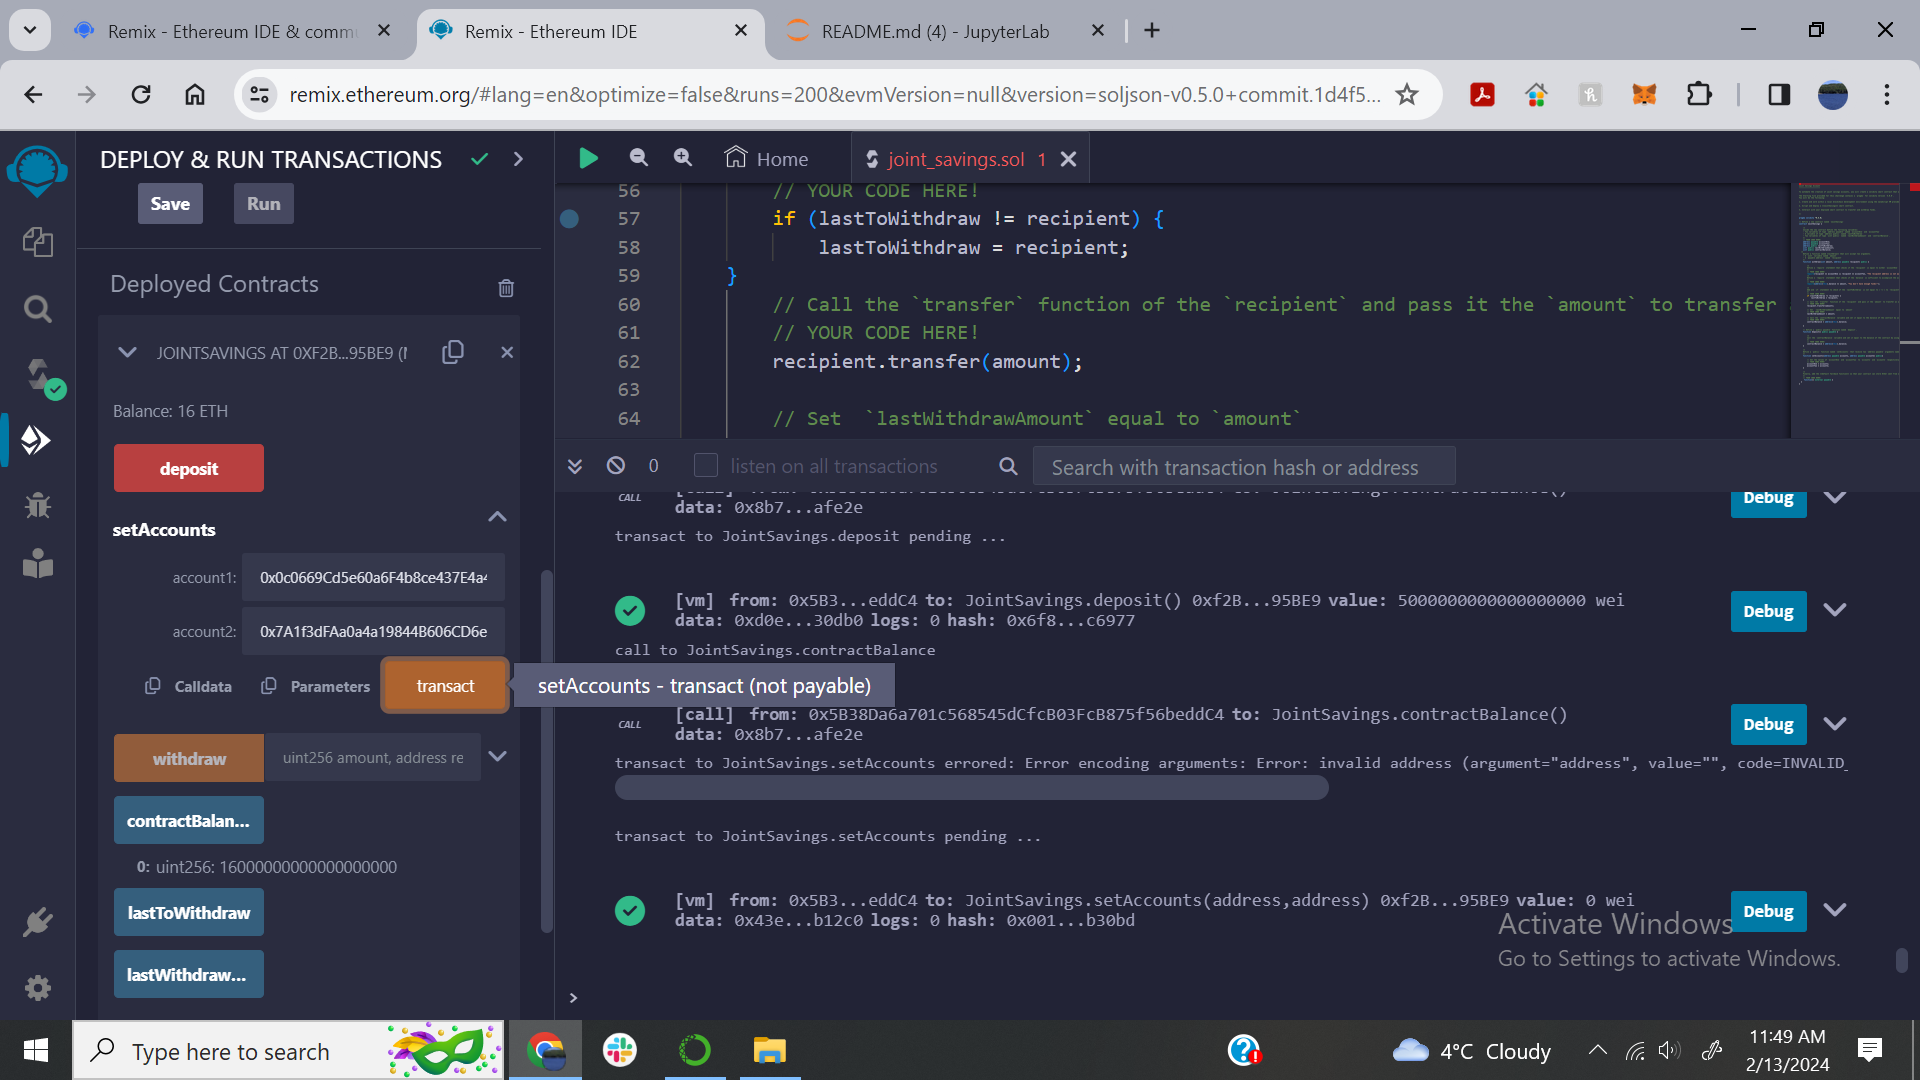 Remix - Ethereum IDE & comm
Remix - Ethereum IDE
README.md (4) - JupyterLab
remix.ethereum.org/#lang=en&optimize=false&runs=200&evmVersion=null&version=soljson-v0.5.0+commit.1d4f5...
DEPLOY & RUN TRANSACTIONS
Save
Run
Deployed Contracts
JOINTSAVINGS AT 0XF2B...95BE9 (
Balance: 16 ETH
deposit
setAccounts
account1:
0x0c0669Cd5e60a6F4b8ce437E4a
account2:
0x7A1f3dFAa0a4a19844B606CD6e
Calldata
Parameters
transact
setAccounts - transact (not payable)
withdraw
uint256 amount, address re
contractBalan...
0: uint256: 16000000000000000000
lastToWithdraw
lastWithdraw...
Home
joint_savings.sol 1
56 // YOUR CODE HERE!
57 if (lastToWithdraw != recipient) {
58 lastToWithdraw = recipient;
59 }
60 // Call the `transfer` function of the `recipient` and pass it the `amount` to transfer
61 // YOUR CODE HERE!
62 recipient.transfer(amount);
63
64 // Set  `lastWithdrawAmount` equal to `amount`
0
listen on all transactions
Search with transaction hash or address
CALL
data: 0x8b7...afe2e
Debug
transact to JointSavings.deposit pending ...
[vm] from: 0x5B3...eddC4 to: JointSavings.deposit() 0xf2B...95BE9 value: 5000000000000000000 wei
data: 0xd0e...30db0 logs: 0 hash: 0x6f8...c6977
Debug
call to JointSavings.contractBalance
CALL
[call] from: 0x5B38Da6a701c568545dCfcB03FcB875f56beddC4 to: JointSavings.contractBalance()
data: 0x8b7...afe2e
Debug
transact to JointSavings.setAccounts errored: Error encoding arguments: Error: invalid address (argument="address", value="", code=INVALID_
transact to JointSavings.setAccounts pending ...
[vm] from: 0x5B3...eddC4 to: JointSavings.setAccounts(address,address) 0xf2B...95BE9 value: 0 wei
data: 0x43e...b12c0 logs: 0 hash: 0x001...b30bd
Debug
>
Activate Windows
Go to Settings to activate Windows.
Type here to search
4°C Cloudy
11:49 AM
2/13/2024